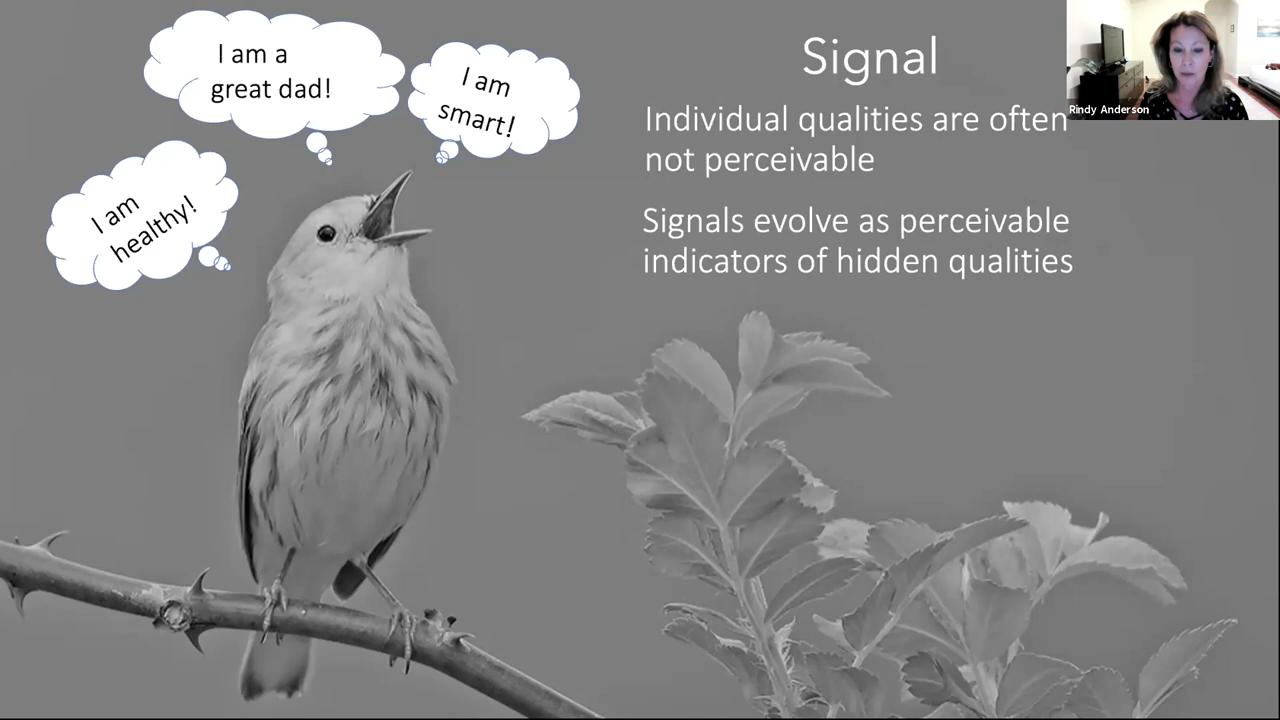 I am a
great dad!
I am
smart!
I am
healthy!
Signal
Individual qualities are often
not perceivable
Signals evolve as perceivable
indicators of hidden qualities
Rindy Anderson